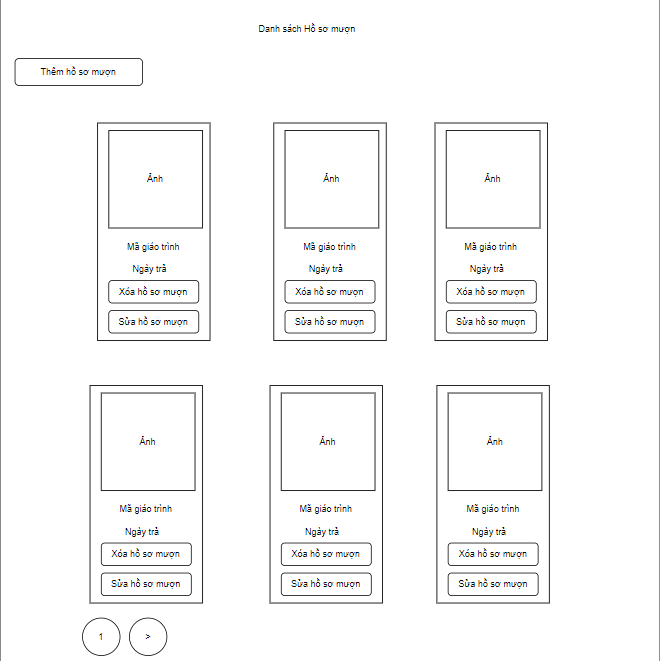 Danh sách Hồ sơ mượn
Thêm hồ sơ mượn
Ảnh
Mã giáo trình
Ngày trả
Xóa hồ sơ mượn
Sửa hồ sơ mượn
Ảnh
Mã giáo trình
Ngày trả
Xóa hồ sơ mượn
Sửa hồ sơ mượn
Ảnh
Mã giáo trình
Ngày trả
Xóa hồ sơ mượn
Sửa hồ sơ mượn
Ảnh
Mã giáo trình
Ngày trả
Xóa hồ sơ mượn
Sửa hồ sơ mượn
Ảnh
Mã giáo trình
Ngày trả
Xóa hồ sơ mượn
Sửa hồ sơ mượn
Ảnh
Mã giáo trình
Ngày trả
Xóa hồ sơ mượn
Sửa hồ sơ mượn
1
>